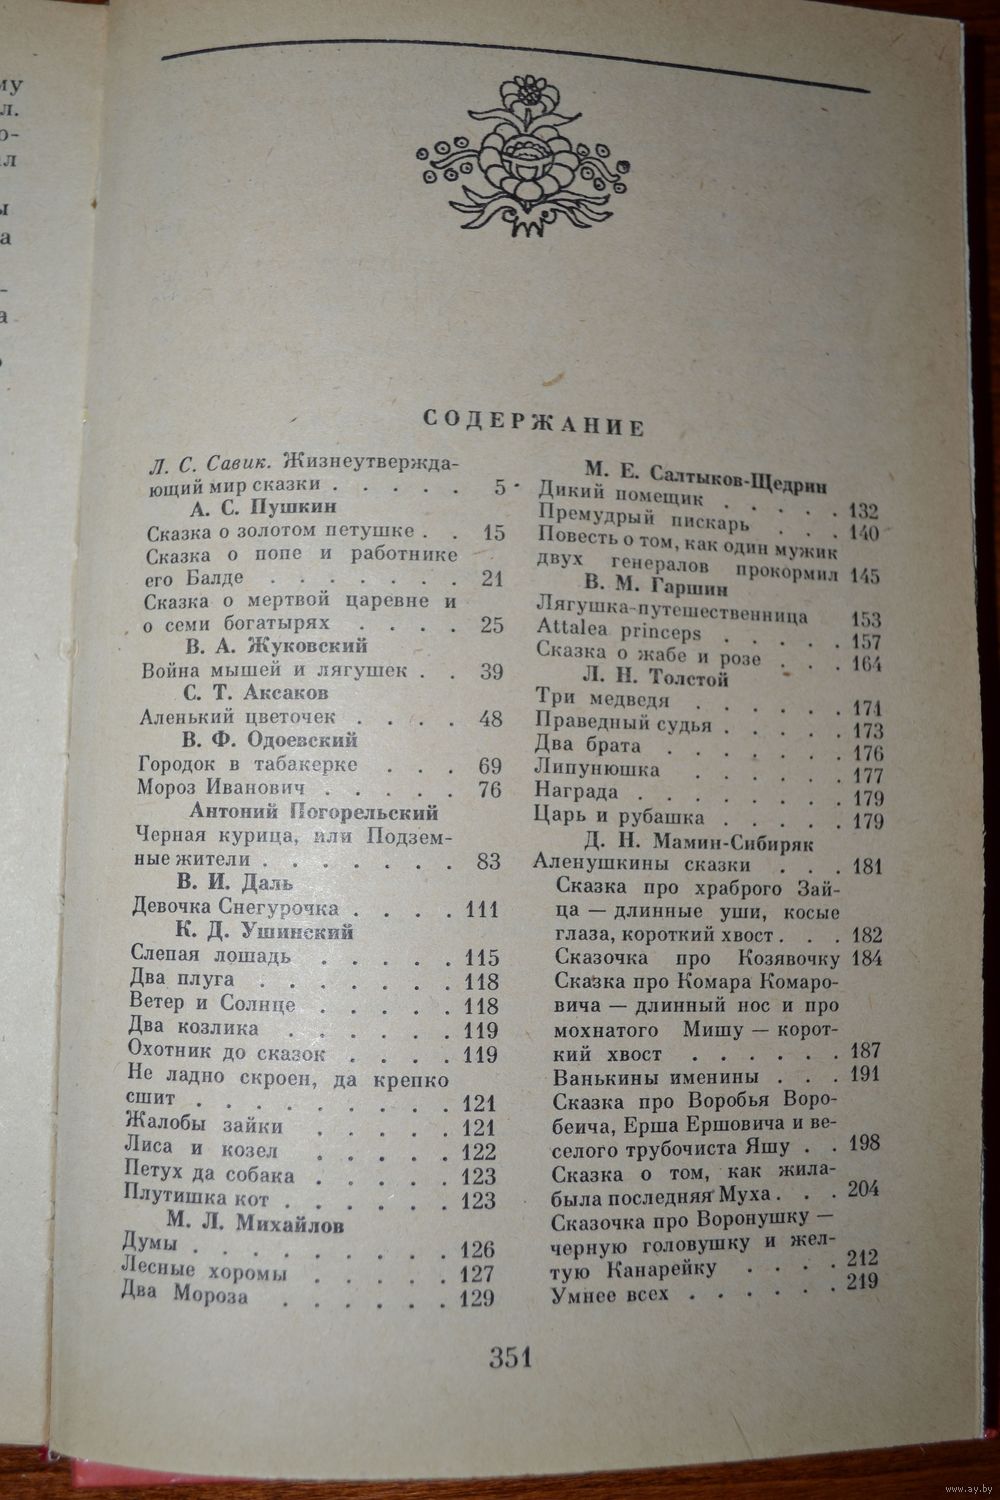 му
л.
о-
л
ы
а
-
а
СОДЕРЖАНИЕ
Л. С. Савик. Жизнеутвержда-
ющий мир сказки . . . . . 5
А. С. Пушкин
Сказка о золотом петушке . . 15
Сказка о попе и работнике
его Балде . . . . . . . 21
Сказка о мертвой царевне и
о семи богатырях . . . . 25
В. А. Жуковский
Война мышей и лягушек . . 39
С. Т. Аксаков
Аленький цветочек . . . . 48
В. Ф. Одоевский
Городок в табакерке . . . 69
Мороз Иванович . . . . . 76
Антоний Погорельский
Черная курица, или Подзем-
ные жители . . . . . . . 83
В. И. Даль
Девочка Снегурочка . . . . 111
К. Д. Ушинский
Слепая лошадь . . . . . 115
Два плуга . . . . . . . 118
Ветер и Солнце . . . . . 118
Два козлика . . . . . . 119
Охотник до сказок . . . . 119
Не ладно скроен, да крепко
сшит . . . . . . . . . 121
Жалобы зайки . . . . . 121
Лиса и козел . . . . . 122
Петух да собака . . . . . 123
Плутишка кот . . . . . . 123
М. Л. Михайлов
Думы . . . . . . . . . 126
Лесные хоромы . . . . . 127
Два Мороза . . . . . . 129
М. Е. Салтыков-Щедрин
Дикий помещик . . . . . 132
Премудрый пискарь . . . 140
Повесть о том, как один мужик
двух генералов прокормил 145
В. М. Гаршин
Лягушка-путешественница 153
Attalea princeps . . . . . 157
Сказка о жабе и розе . . . 164
Л. Н. Толстой
Три медведя . . . . . . 171
Праведный судья . . . . . 173
Два брата . . . . . . . 176
Липунюшка . . . . . . 177
Награда . . . . . . . . 179
Царь и рубашка . . . . . 179
Д. Н. Мамин-Сибиряк
Аленушкины сказки . . . 181
Сказка про храброго Зай-
ца — длинные уши, косые
глаза, короткий хвост . . . 182
Сказочка про Козявочку 184
Сказка про Комара Комаро-
вича — длинный нос и про
мохнатого Мишу — корот-
кий хвост . . . . . . 187
Ванькины именины . . . 191
Сказка про Воробья Воро-
беича, Ерша Ершовича и ве-
селого трубочиста Яшу . . 198
Сказка о том, как жила-
была последняя Муха . . . 204
Сказочка про Воронушку —
черную головушку и жел-
тую Канарейку . . . . 212
Умнее всех . . . . . . 219
351
www.ay.by